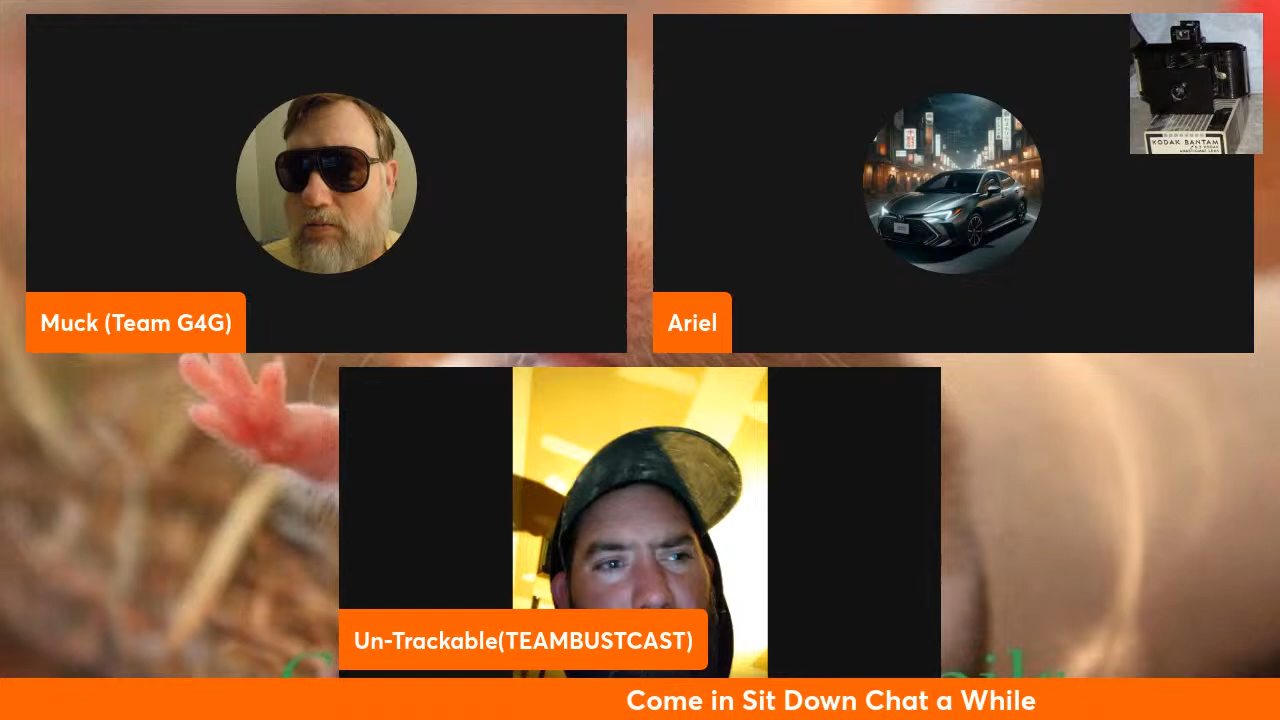 KODAK BANTAM
Muck (Team G4G)
Ariel
Un-Trackable(TEAMBUSTCAST)
Come in Sit Down Chat a While